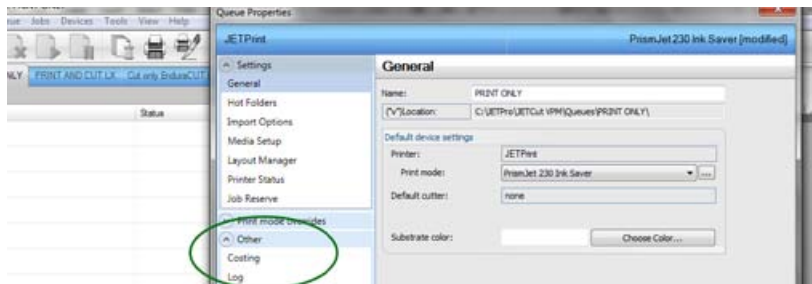 Queue Properties
Jobs Devices Tools View Help
JETPrint
PrismJet 230 Ink Saver [modified]
PRINT AND CUT LX Cut only EnduraCUT
Status
Settings
General
Hot Folders
Import Options
Media Setup
Layout Manager
Printer Status
Job Reserve
Print mode overrides
Other
Costing
Log
General
Name: PRINT ONLY
("v")Location: C:\JETPro\JETCut VPM\Queues\PRINT ONLY\
Default device settings
Printer: JETPrint
Print mode: PrismJet 230 Ink Saver ...
Default cutter: none
Substrate color: Choose Color...